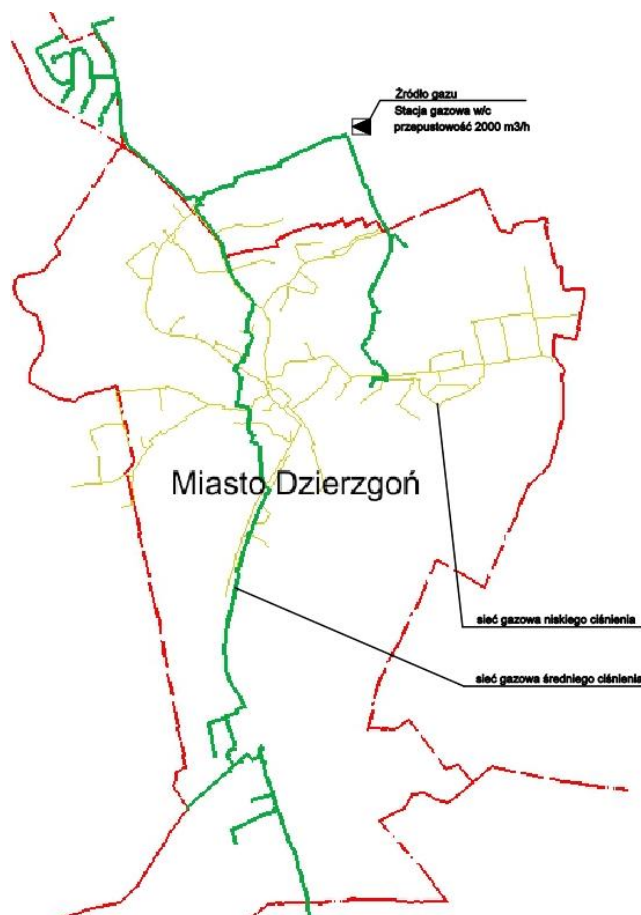 Źródło gazu
Stacja gazowa w/c
przepustowość 2000 m3/h
Miasto Dzierzgoń
sieć gazowa niskiego ciśnienia
sieć gazowa średniego ciśnienia